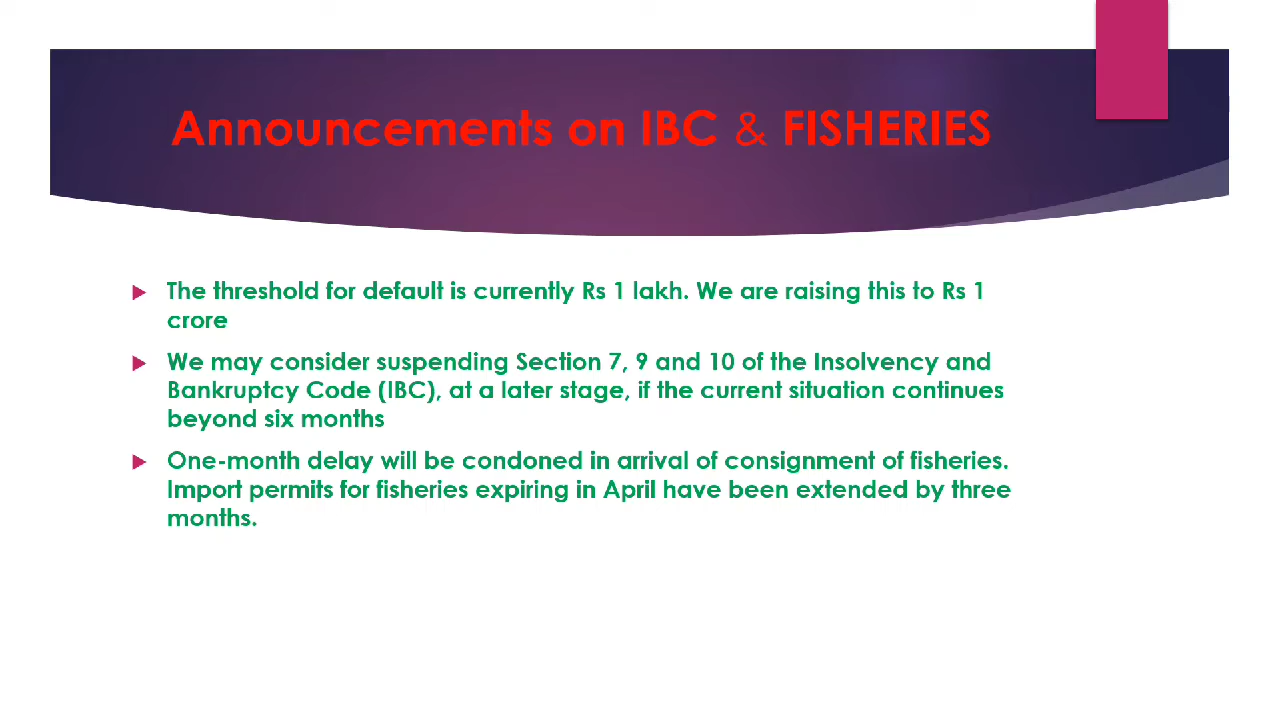 Announcements on IBC & FISHERIES
The threshold for default is currently Rs 1 lakh. We are raising this to Rs 1
crore
We may consider suspending Section 7, 9 and 10 of the Insolvency and
Bankruptcy Code (IBC), at a later stage, if the current situation continues
beyond six months
One-month delay will be condoned in arrival of consignment of fisheries.
Import permits for fisheries expiring in April have been extended by three
months.